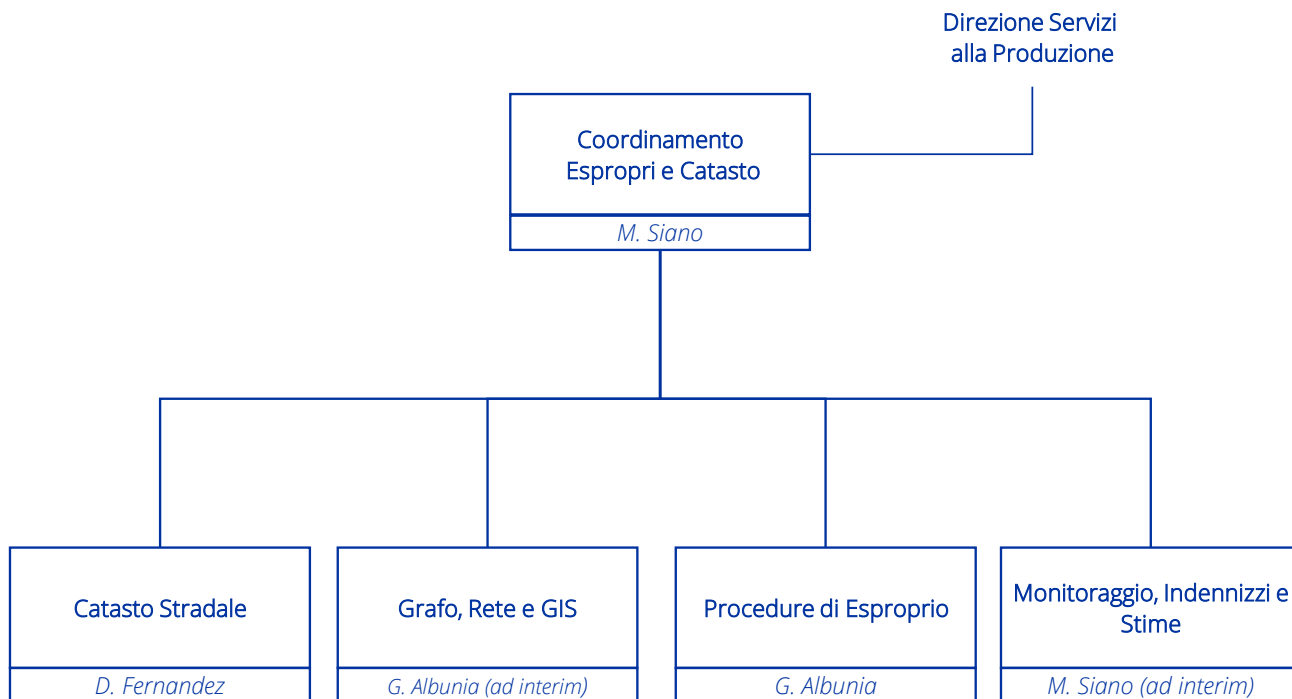 Direzione Servizi
alla Produzione
Coordinamento
Espropri e Catasto
M. Siano
Catasto Stradale
D. Fernandez
Grafo, Rete e GIS
G. Albunia (ad interim)
Procedure di Esproprio
G. Albunia
Monitoraggio, Indennizzi e
Stime
M. Siano (ad interim)